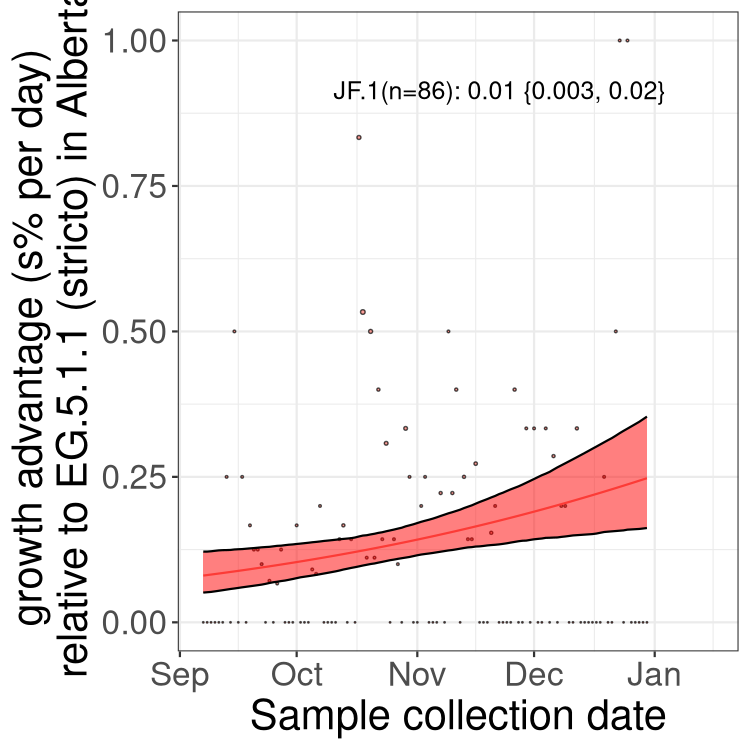 growth advantage (s% per day)
relative to EG.5.1.1 (stricto) in Alberta
1.00
0.75
0.50
0.25
0.00
JF.1(n=86): 0.01 {0.003, 0.02}
Sep Oct Nov Dec Jan
Sample collection date